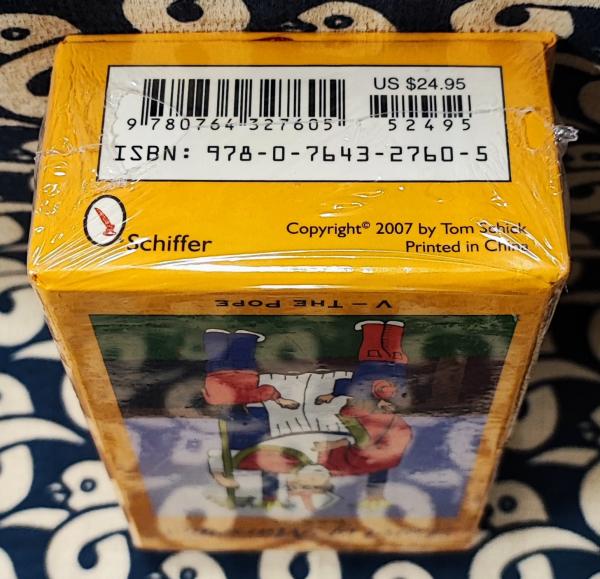 US $24.95
9 780764 327605
52495
ISBN: 978-0-7643-2760-5
Schiffer
Copyright© 2007 by Tom Schick
Printed in China
V – THE POPE